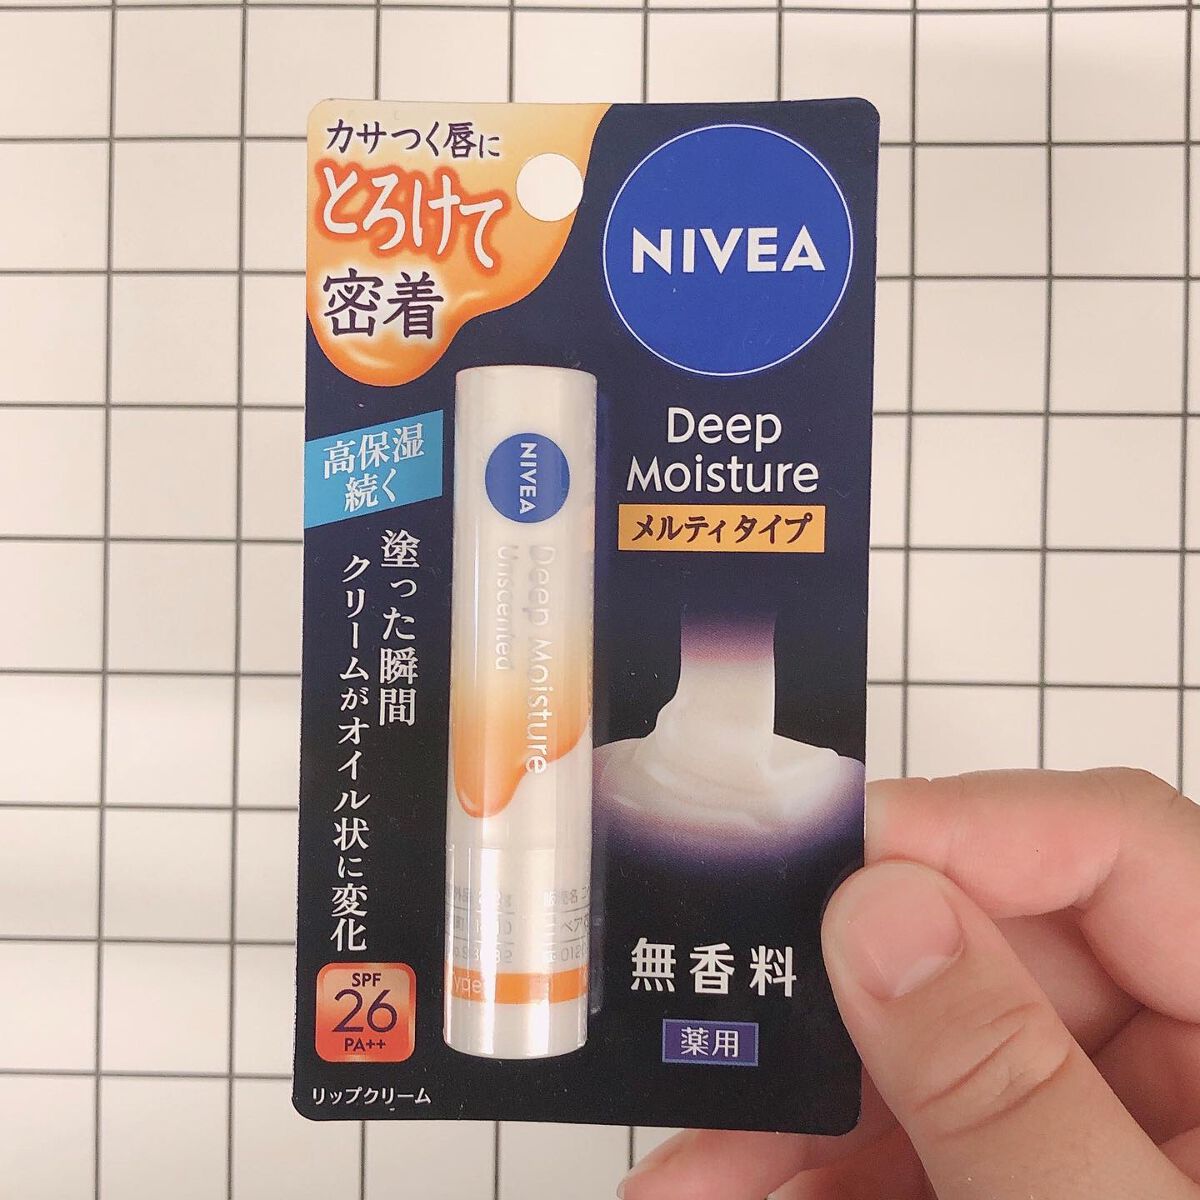 カサつく唇に
とろけて
密着
NIVEA
Deep
Moisture
メルティタイプ
高保湿
続く
塗った瞬間
クリームがオイル状に変化
NIVEA
Deep Moisture
Unscented
無香料
薬用
SPF
26
PA++
リップクリーム